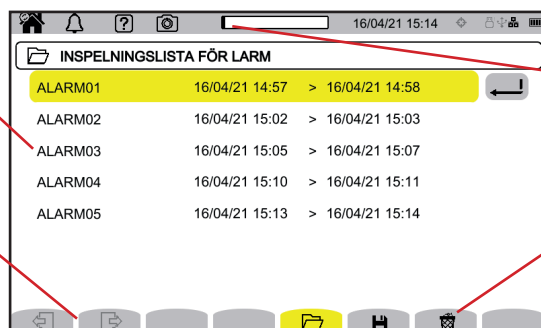 16/04/21 15:14
INSPELNINGSLISTA FÖR LARM
ALARM01 16/04/21 14:57 > 16/04/21 14:58
ALARM02 16/04/21 15:02 > 16/04/21 15:03
ALARM03 16/04/21 15:05 > 16/04/21 15:07
ALARM04 16/04/21 15:10 > 16/04/21 15:11
ALARM05 16/04/21 15:13 > 16/04/21 15:14